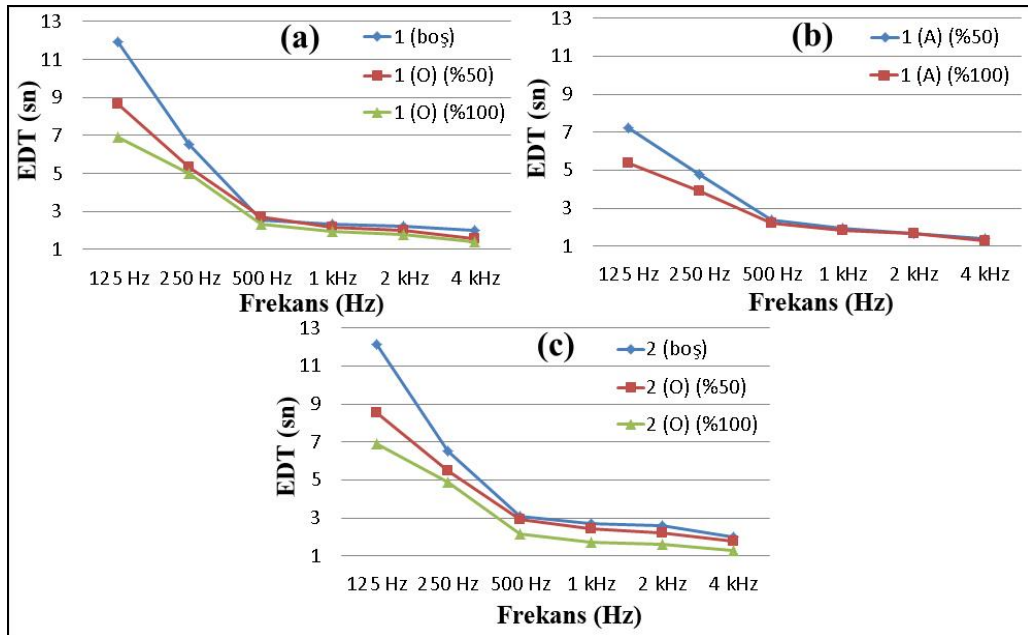 (a)
EDT (sn)
13
11
9
7
5
3
1
1 (boş)
1 (O) (%50)
1 (O) (%100)
125 Hz 250 Hz 500 Hz 1 kHz 2 kHz 4 kHz
Frekans (Hz)
(b)
EDT (sn)
13
11
9
7
5
3
1
1 (A) (%50)
1 (A) (%100)
125 Hz 250 Hz 500 Hz 1 kHz 2 kHz 4 kHz
Frekans (Hz)
(c)
EDT (sn)
13
11
9
7
5
3
1
2 (boş)
2 (O) (%50)
2 (O) (%100)
125 Hz 250 Hz 500 Hz 1 kHz 2 kHz 4 kHz
Frekans (Hz)